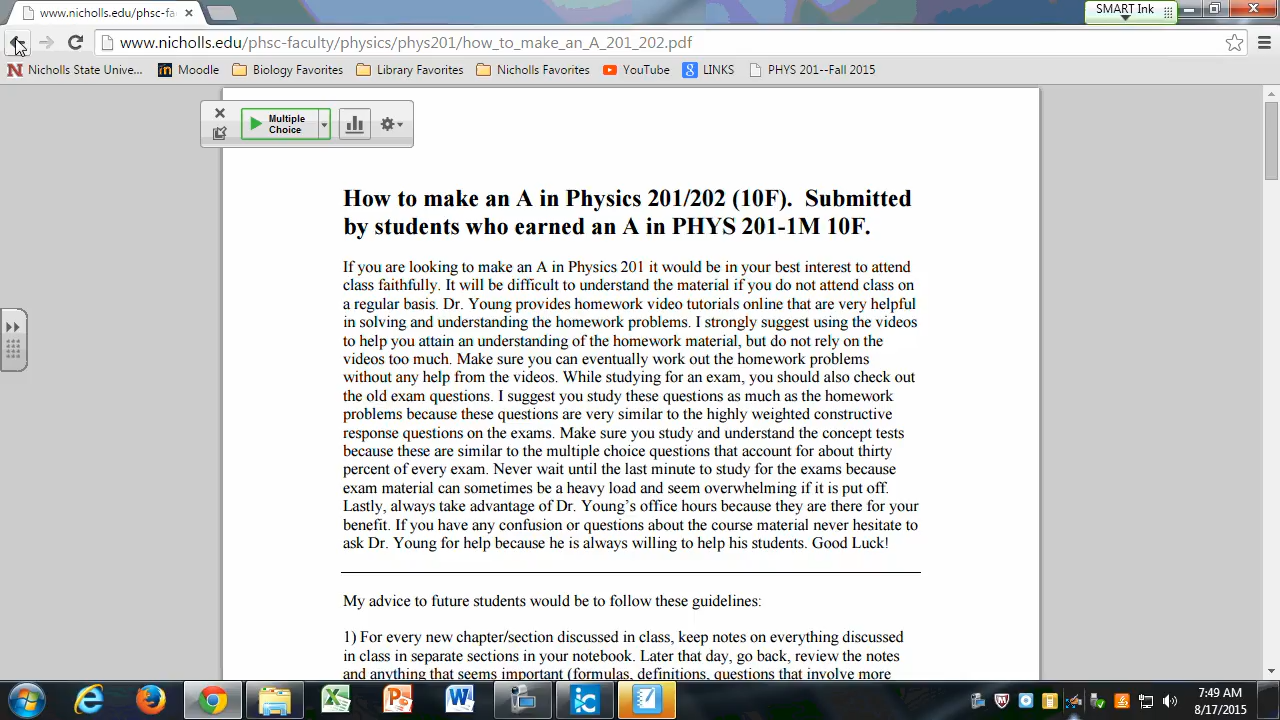 www.nicholls.edu/phsc-fa
SMART Ink
www.nicholls.edu/phsc-faculty/physics/phys201/how_to_make_an_A_201_202.pdf
Nicholls State Unive...
Moodle
Biology Favorites
Library Favorites
Nicholls Favorites
YouTube
LINKS
PHYS 201--Fall 2015
Multiple
Choice
How to make an A in Physics 201/202 (10F).  Submitted
by students who earned an A in PHYS 201-1M 10F.
If you are looking to make an A in Physics 201 it would be in your best interest to attend
class faithfully. It will be difficult to understand the material if you do not attend class on
a regular basis. Dr. Young provides homework video tutorials online that are very helpful
in solving and understanding the homework problems. I strongly suggest using the videos
to help you attain an understanding of the homework material, but do not rely on the
videos too much. Make sure you can eventually work out the homework problems
without any help from the videos. While studying for an exam, you should also check out
the old exam questions. I suggest you study these questions as much as the homework
problems because these questions are very similar to the highly weighted constructive
response questions on the exams. Make sure you study and understand the concept tests
because these are similar to the multiple choice questions that account for about thirty
percent of every exam. Never wait until the last minute to study for the exams because
exam material can sometimes be a heavy load and seem overwhelming if it is put off.
Lastly, always take advantage of Dr. Young's office hours because they are there for your
benefit. If you have any confusion or questions about the course material never hesitate to
ask Dr. Young for help because he is always willing to help his students. Good Luck!
My advice to future students would be to follow these guidelines:
1) For every new chapter/section discussed in class, keep notes on everything discussed
in class in separate sections in your notebook. Later that day, go back, review the notes
and anything that seems important (formulas, definitions, questions that involve more
7:49 AM
8/17/2015